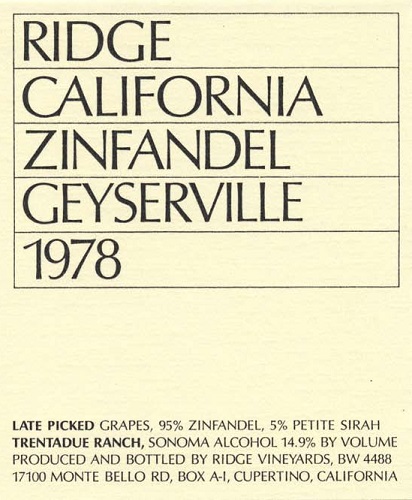 RIDGE
CALIFORNIA
ZINFANDEL
GEYSERVILLE
1978
LATE PICKED GRAPES, 95% ZINFANDEL, 5% PETITE SIRAH
TRENTADUE RANCH, SONOMA ALCOHOL 14.9% BY VOLUME
PRODUCED AND BOTTLED BY RIDGE VINEYARDS, BW 4488
17100 MONTE BELLO RD, BOX A-I, CUPERTINO, CALIFORNIA